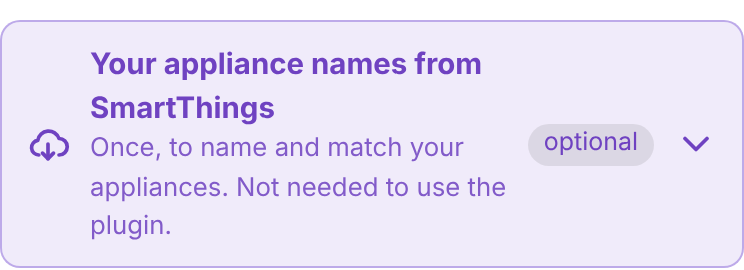 Your appliance names from
SmartThings
Once, to name and match your
appliances. Not needed to use the
plugin.
optional